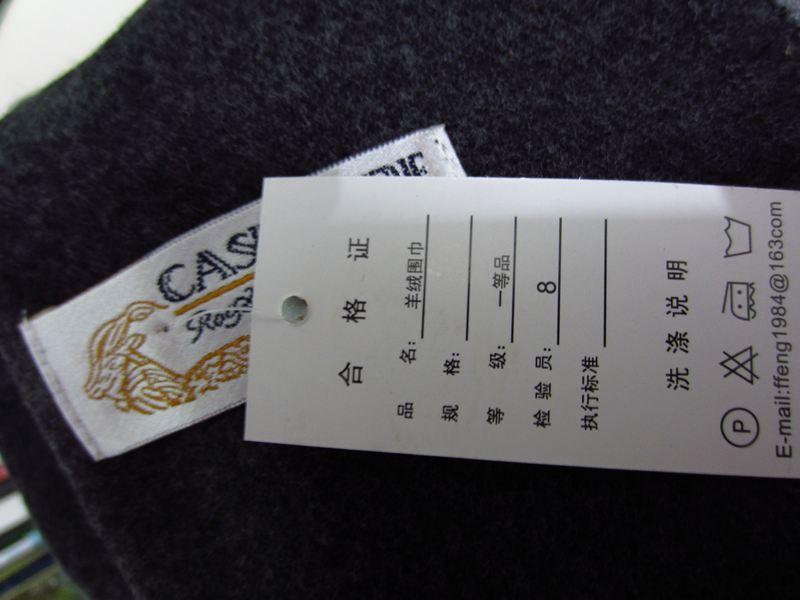 合格证
品 名: 羊绒围巾
规 格:
等 级: 一等品
检 验 员: 8
执行标准
洗涤说明
P
E-mail:ffeng1984@163com